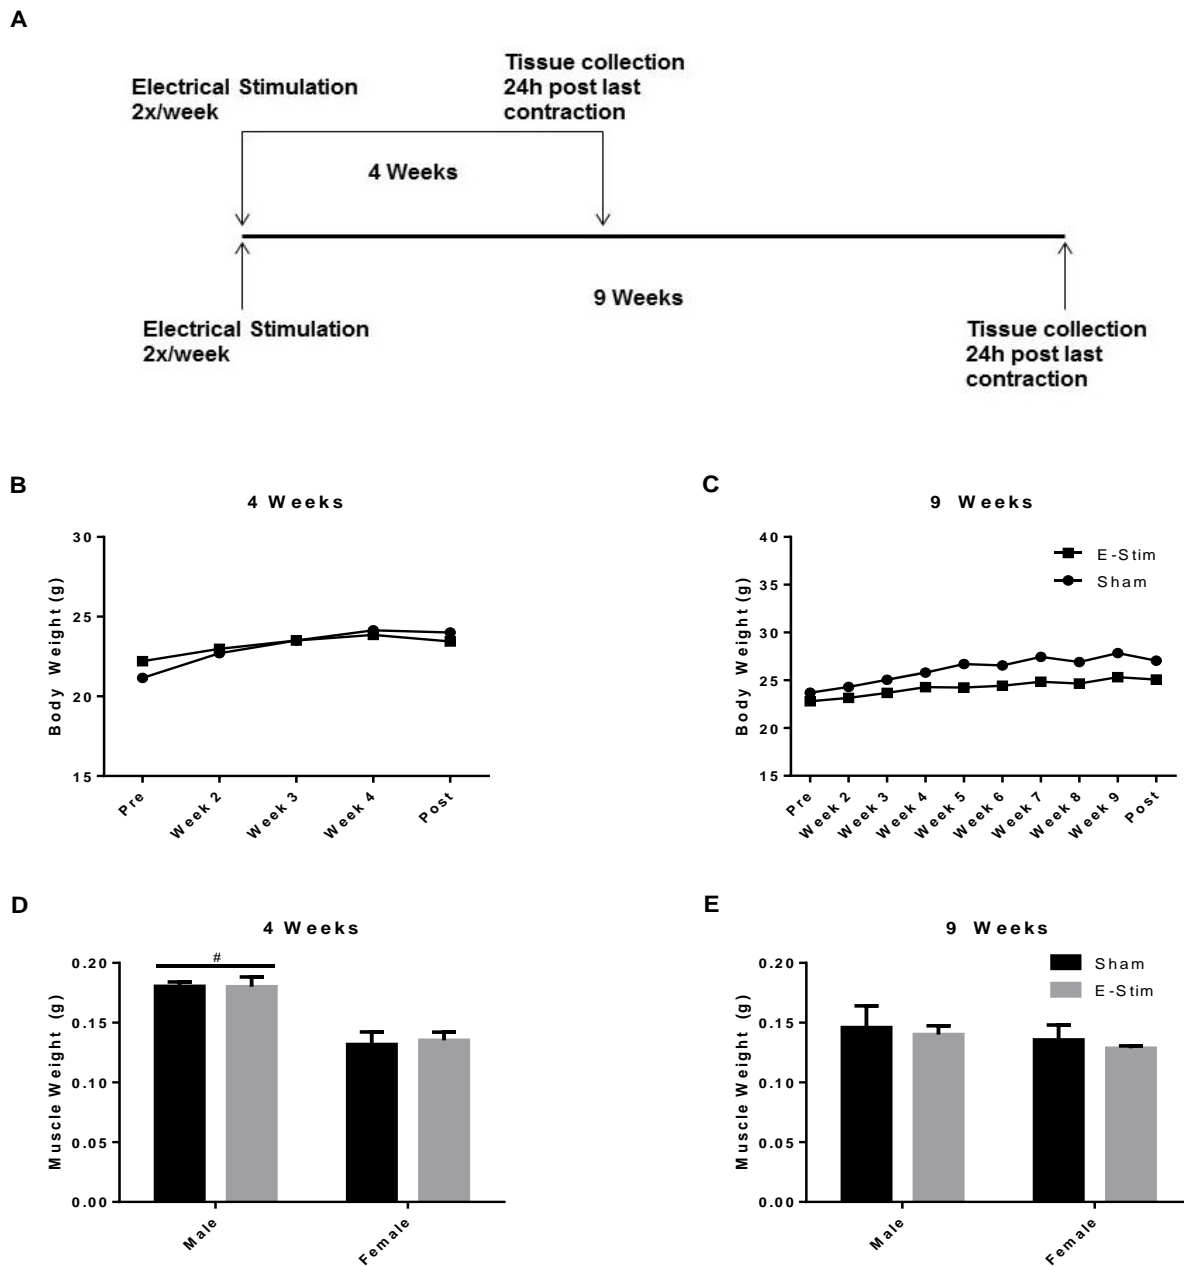 A
Electrical Stimulation
2x/week
Tissue collection
24h post last
contraction
4 Weeks
9 Weeks
Electrical Stimulation
2x/week
Tissue collection
24h post last
contraction
B
4 Weeks
Body Weight (g)
30
25
20
15
Pre
Week 2
Week 3
Week 4
Post
C
9 Weeks
Body Weight (g)
40
35
30
25
20
15
E-Stim
Sham
Pre
Week 2
Week 3
Week 4
Week 5
Week 6
Week 7
Week 8
Week 9
Post
D
4 Weeks
Muscle Weight (g)
0.20
0.15
0.10
0.05
0.00
#
Male
Female
E
9 Weeks
Muscle Weight (g)
0.20
0.15
0.10
0.05
0.00
Sham
E-Stim
Male
Female